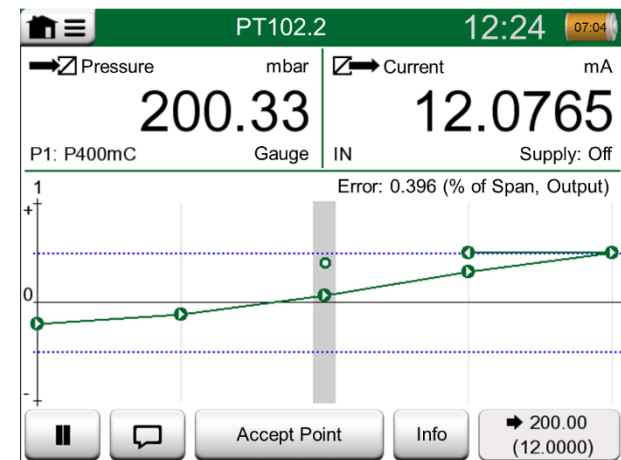 PT102.2 12:24 07:04
Pressure mbar
200.33
P1: P400mC Gauge
Current mA
12.0765
IN Supply: Off
1 Error: 0.396 (% of Span, Output)
+
0
-
Accept Point
Info
200.00
(12.0000)